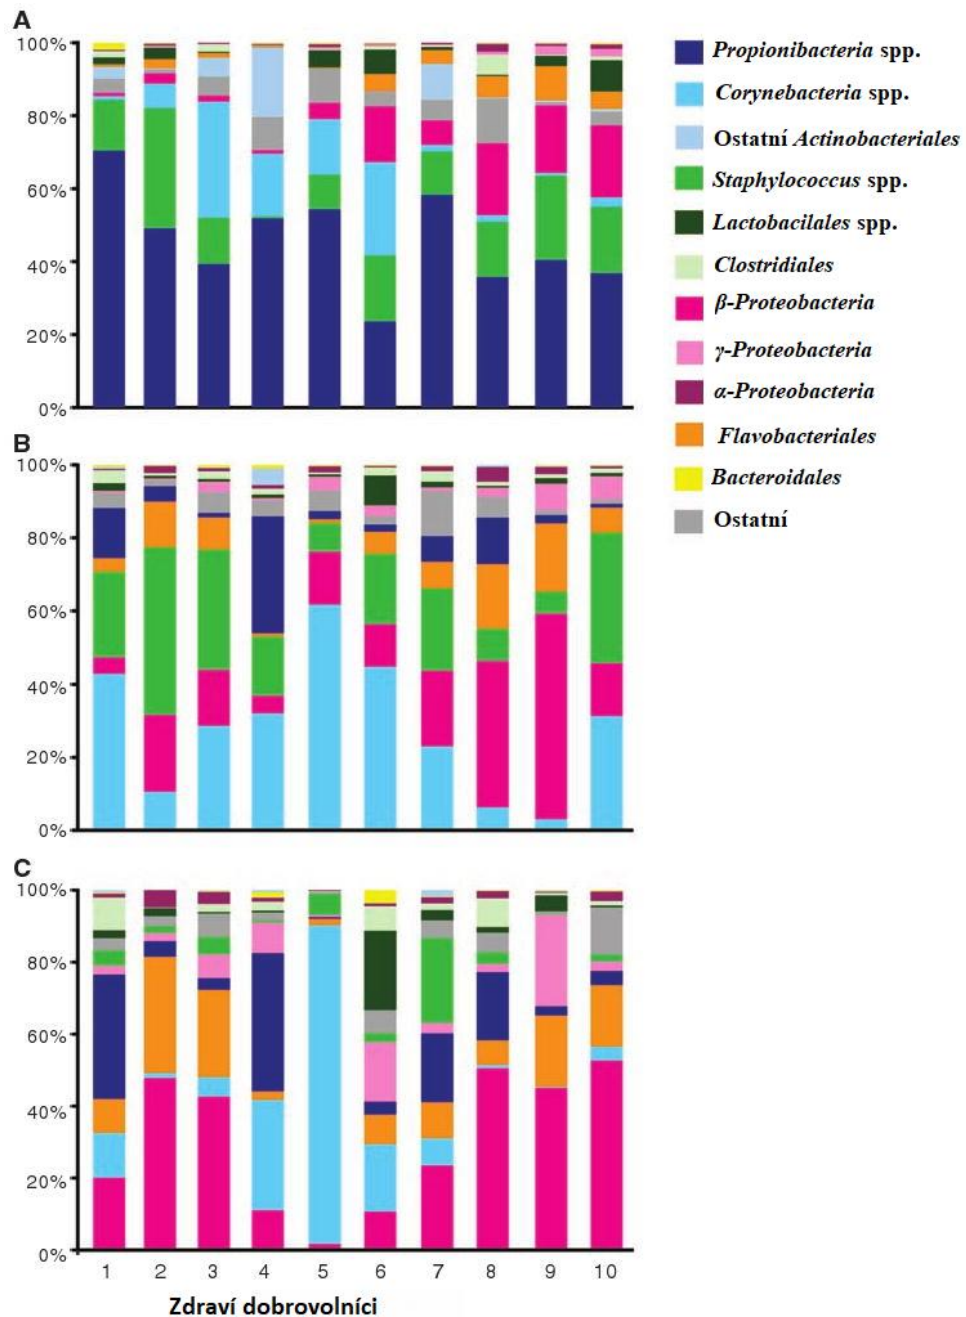 A
100%
80%
60%
40%
20%
0%
Propionibacteria spp.
Corynebacteria spp.
Ostatní Actinobacteriales
Staphylococcus spp.
Lactobacilales spp.
Clostridiales
β-Proteobacteria
γ-Proteobacteria
α-Proteobacteria
Flavobacteriales
Bacteroidales
Ostatní
B
100%
80%
60%
40%
20%
0%
C
100%
80%
60%
40%
20%
0%
1 2 3 4 5 6 7 8 9 10
Zdraví dobrovolníci